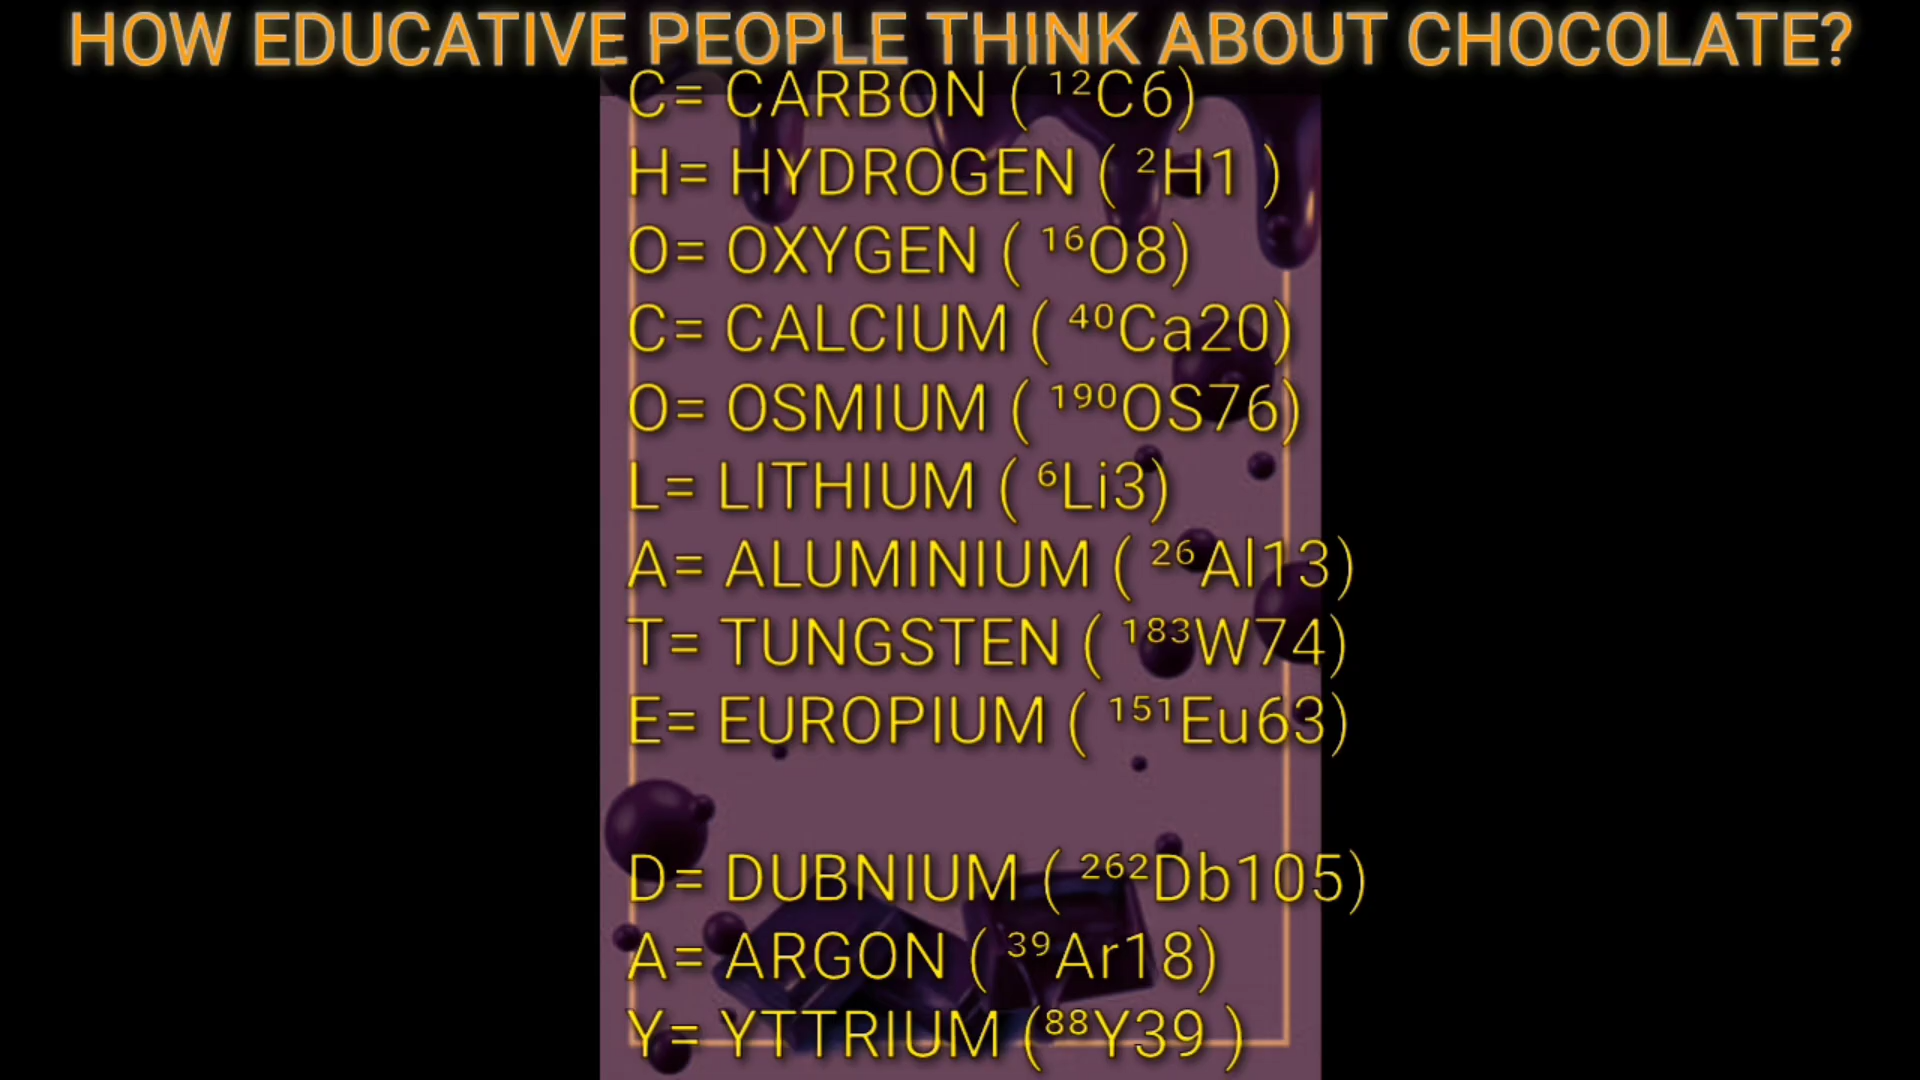 HOW EDUCATIVE PEOPLE THINK ABOUT CHOCOLATE?
C= CARBON ( ¹²C6)
H= HYDROGEN ( ²H1 )
O= OXYGEN ( ¹⁶O8)
C= CALCIUM ( ⁴⁰Ca20)
O= OSMIUM ( ¹⁹⁰OS76)
L= LITHIUM ( ⁶Li3)
A= ALUMINIUM ( ²⁶Al13)
T= TUNGSTEN ( ¹⁸³W74)
E= EUROPIUM ( ¹⁵¹Eu63)
D= DUBNIUM ( ²⁶²Db105)
A= ARGON ( ³⁹Ar18)
Y= YTTRIUM (⁸⁸Y39 )